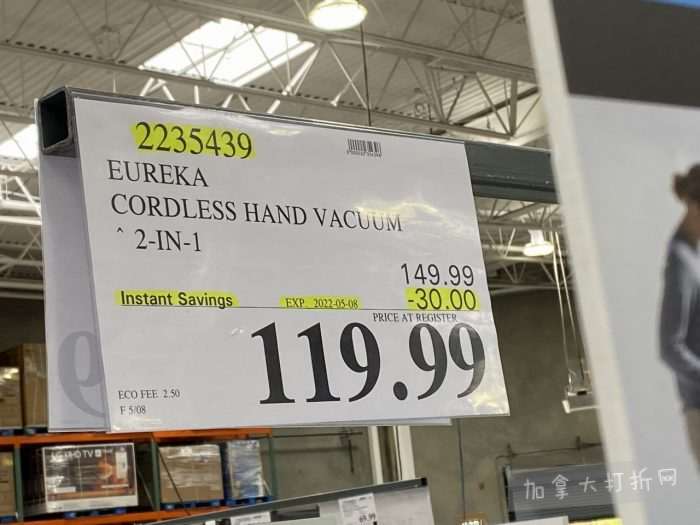 2235439
EUREKA
CORDLESS HAND VACUUM
^ 2-IN-1
149.99
Instant Savings EXP. 2022-05-08 -30.00
PRICE AT REGISTER
119.99
ECO FEE 2.50
F 5/08
加拿大打折网